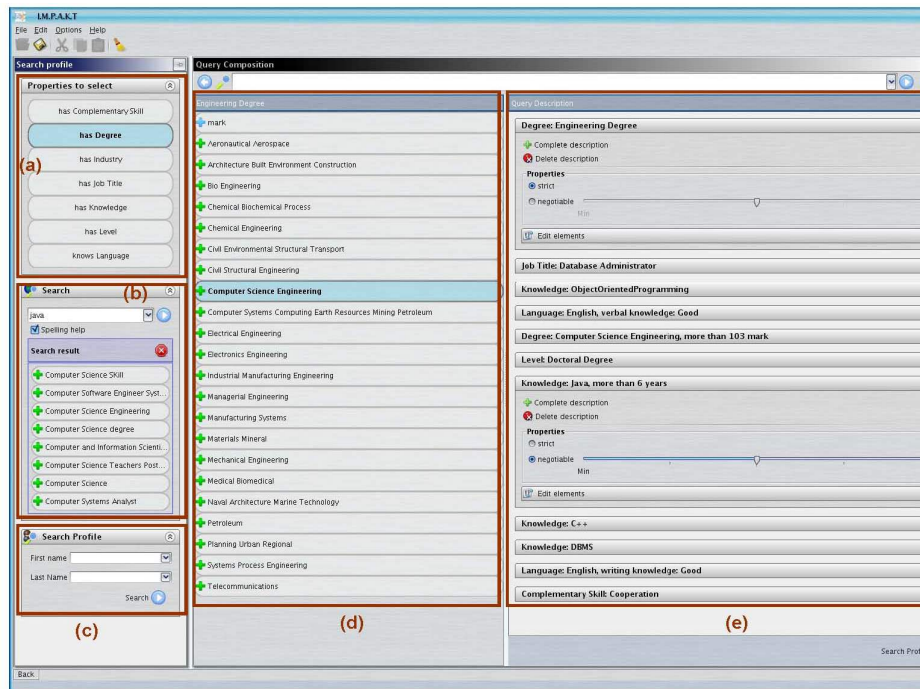 I.M.P.A.K.T
File Edit Options Help
Search profile
Properties to select
has Complementary Skill
has Degree
(a)
has Industry
has Job Title
has Knowledge
has Level
knows Language
(b)
Search
java
Spelling help
Search result
Computer Science SKill
Computer Software Engineer Syst...
Computer Science Engineering
Computer Science degree
Computer and Information Scienti...
Computer Science Teachers Post...
Computer Science
Computer Systems Analyst
Search Profile
First name
Last Name
Search
(c)
Back
Query Composition
Engineering Degree
mark
Aeronautical Aerospace
Architecture Built Environment Construction
Bio Engineering
Chemical Biochemical Process
Chemical Engineering
Civil Environmental Structural Transport
Civil Structural Engineering
Computer Science Engineering
Computer Systems Computing Earth Resources Mining Petroleum
Electrical Engineering
Electronics Engineering
Industrial Manufacturing Engineering
Managerial Engineering
Manufacturing Systems
Materials Mineral
Mechanical Engineering
Medical Biomedical
Naval Architecture Marine Technology
Petroleum
Planning Urban Regional
Systems Process Engineering
Telecommunications
(d)
Query Description
Degree: Engineering Degree
Complete description
Delete description
Properties
strict
negotiable
Min
Edit elements
Job Title: Database Administrator
Knowledge: ObjectOrientedProgramming
Language: English, verbal knowledge: Good
Degree: Computer Science Engineering, more than 103 mark
Level: Doctoral Degree
Knowledge: Java, more than 6 years
Complete description
Delete description
Properties
strict
negotiable
Min
Edit elements
Knowledge: C++
Knowledge: DBMS
Language: English, writing knowledge: Good
Complementary Skill: Cooperation
(e)
Search Prof